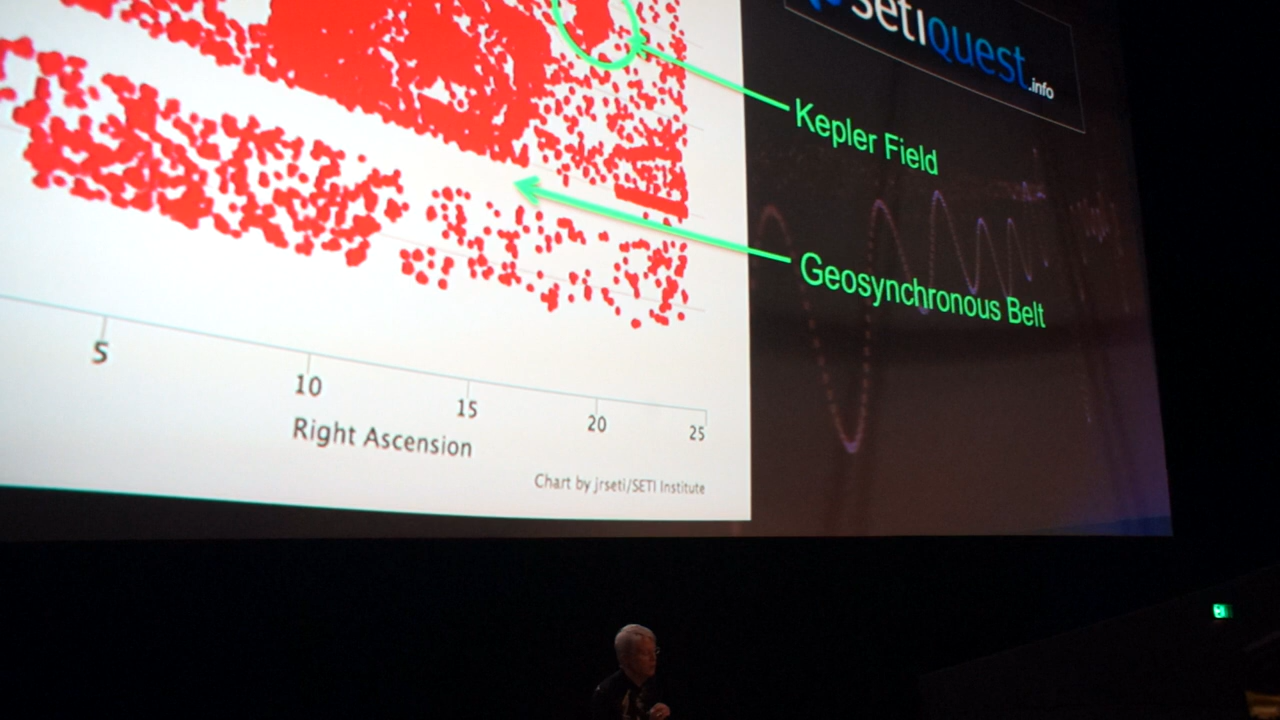 setiquest
.info
Kepler Field
Geosynchronous Belt
5
10
15
20
25
Right Ascension
Chart by jrseti/SETI Institute